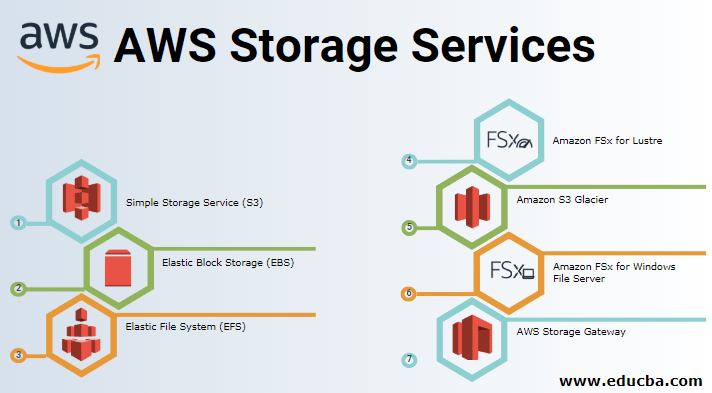 aws AWS Storage Services
1
Simple Storage Service (S3)
2
Elastic Block Storage (EBS)
3
Elastic File System (EFS)
4
FSx
Amazon FSx for Lustre
5
Amazon S3 Glacier
6
FSx
Amazon FSx for Windows
File Server
7
AWS Storage Gateway
www.educba.com